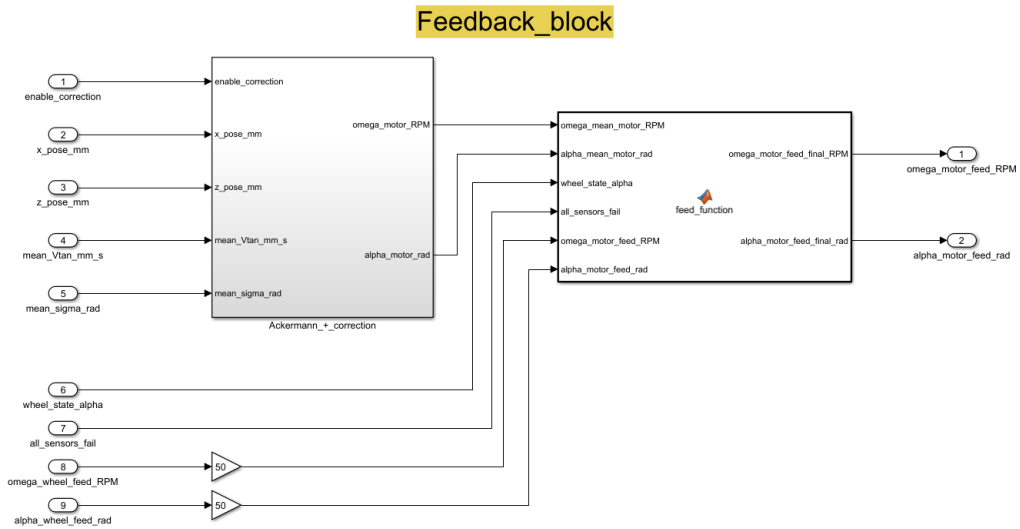 Feedback_block
1
enable_correction
2
x_pose_mm
3
z_pose_mm
4
mean_Vtan_mm_s
5
mean_sigma_rad
enable_correction
x_pose_mm
z_pose_mm
mean_Vtan_mm_s
mean_sigma_rad
omega_motor_RPM
alpha_motor_rad
Ackermann_+_correction
omega_mean_motor_RPM
alpha_mean_motor_rad
wheel_state_alpha
all_sensors_fail
omega_motor_feed_RPM
alpha_motor_feed_rad
feed_function
omega_motor_feed_final_RPM
alpha_motor_feed_final_rad
1
omega_motor_feed_RPM
2
alpha_motor_feed_rad
6
wheel_state_alpha
7
all_sensors_fail
8
omega_wheel_feed_RPM
50
9
alpha_wheel_feed_rad
50